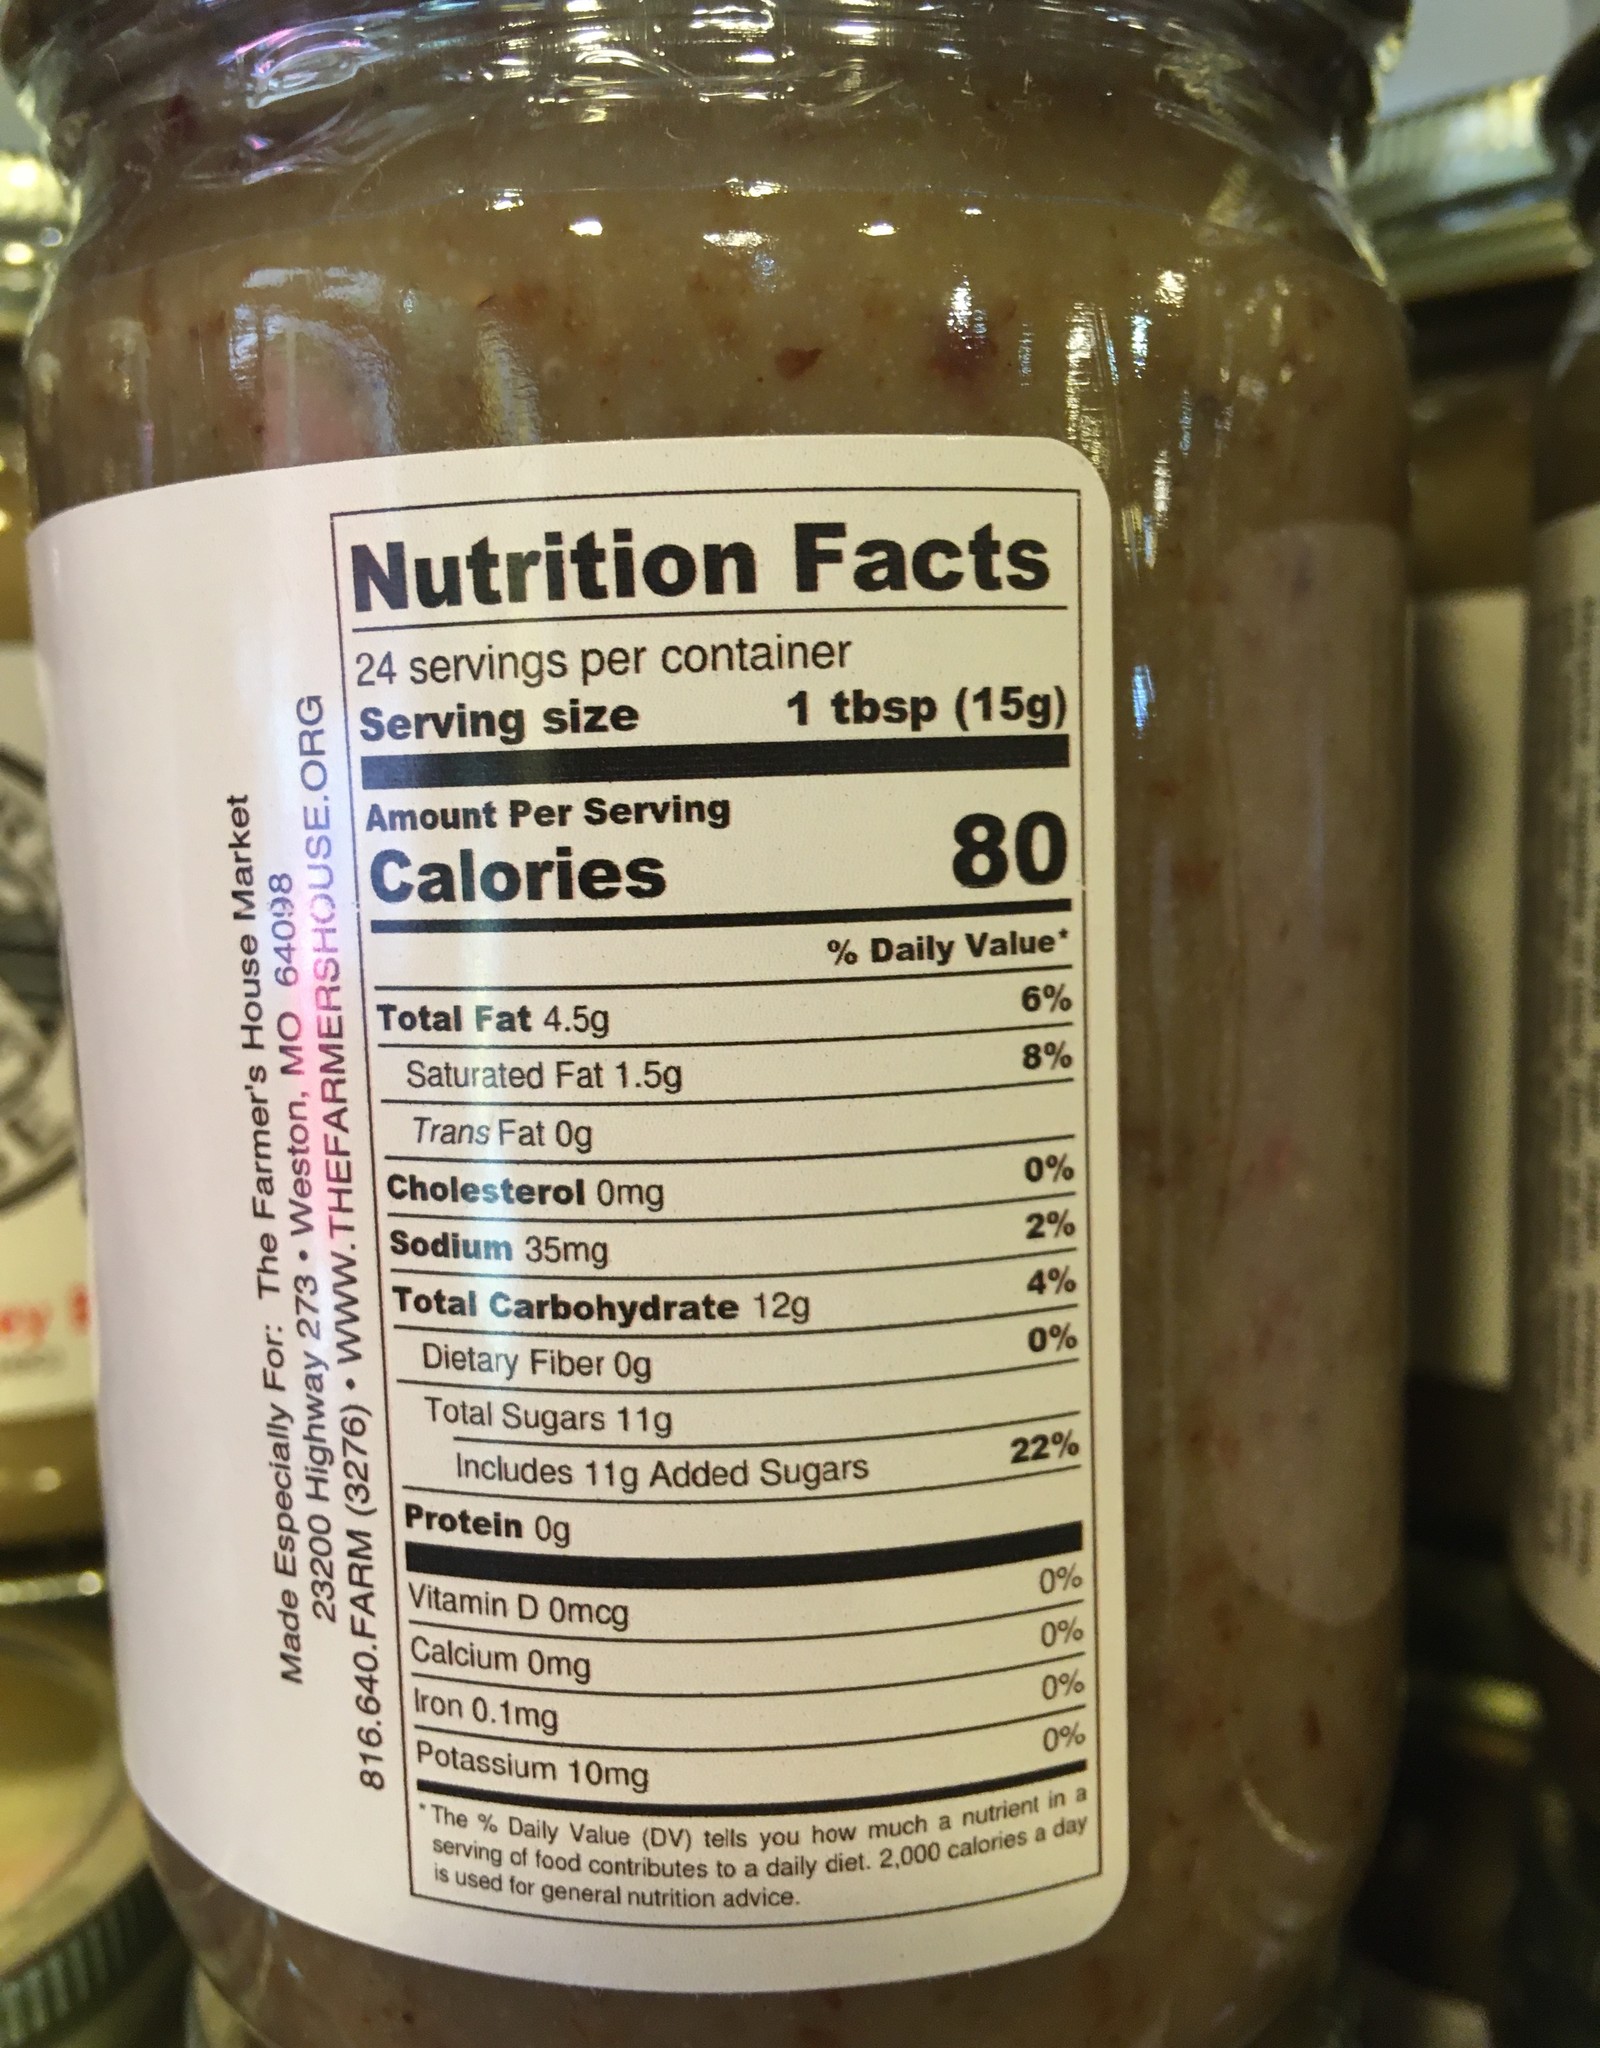 Nutrition Facts
24 servings per container
Serving size 1 tbsp (15g)
Amount Per Serving
Calories 80
% Daily Value*
Total Fat 4.5g 6%
Saturated Fat 1.5g 8%
Trans Fat 0g
Cholesterol 0mg 0%
Sodium 35mg 2%
Total Carbohydrate 12g 4%
Dietary Fiber 0g 0%
Total Sugars 11g
Includes 11g Added Sugars 22%
Protein 0g
Vitamin D 0mcg 0%
Calcium 0mg 0%
Iron 0.1mg 0%
Potassium 10mg 0%
*The % Daily Value (DV) tells you how much a nutrient in a
serving of food contributes to a daily diet. 2,000 calories a day
is used for general nutrition advice.
Made Especially For: The Farmer's House Market
23200 Highway 273 • Weston, MO 64098
816.640.FARM (3276) • WWW.THEFARMERSHOUSE.ORG